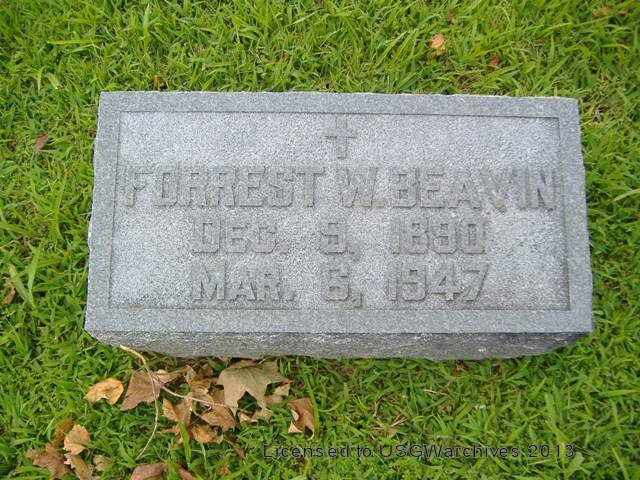 FORREST W. BEAVIN
DEC. 9, 1890
MAR. 6, 1947
Licensed to USGWarchives 2013